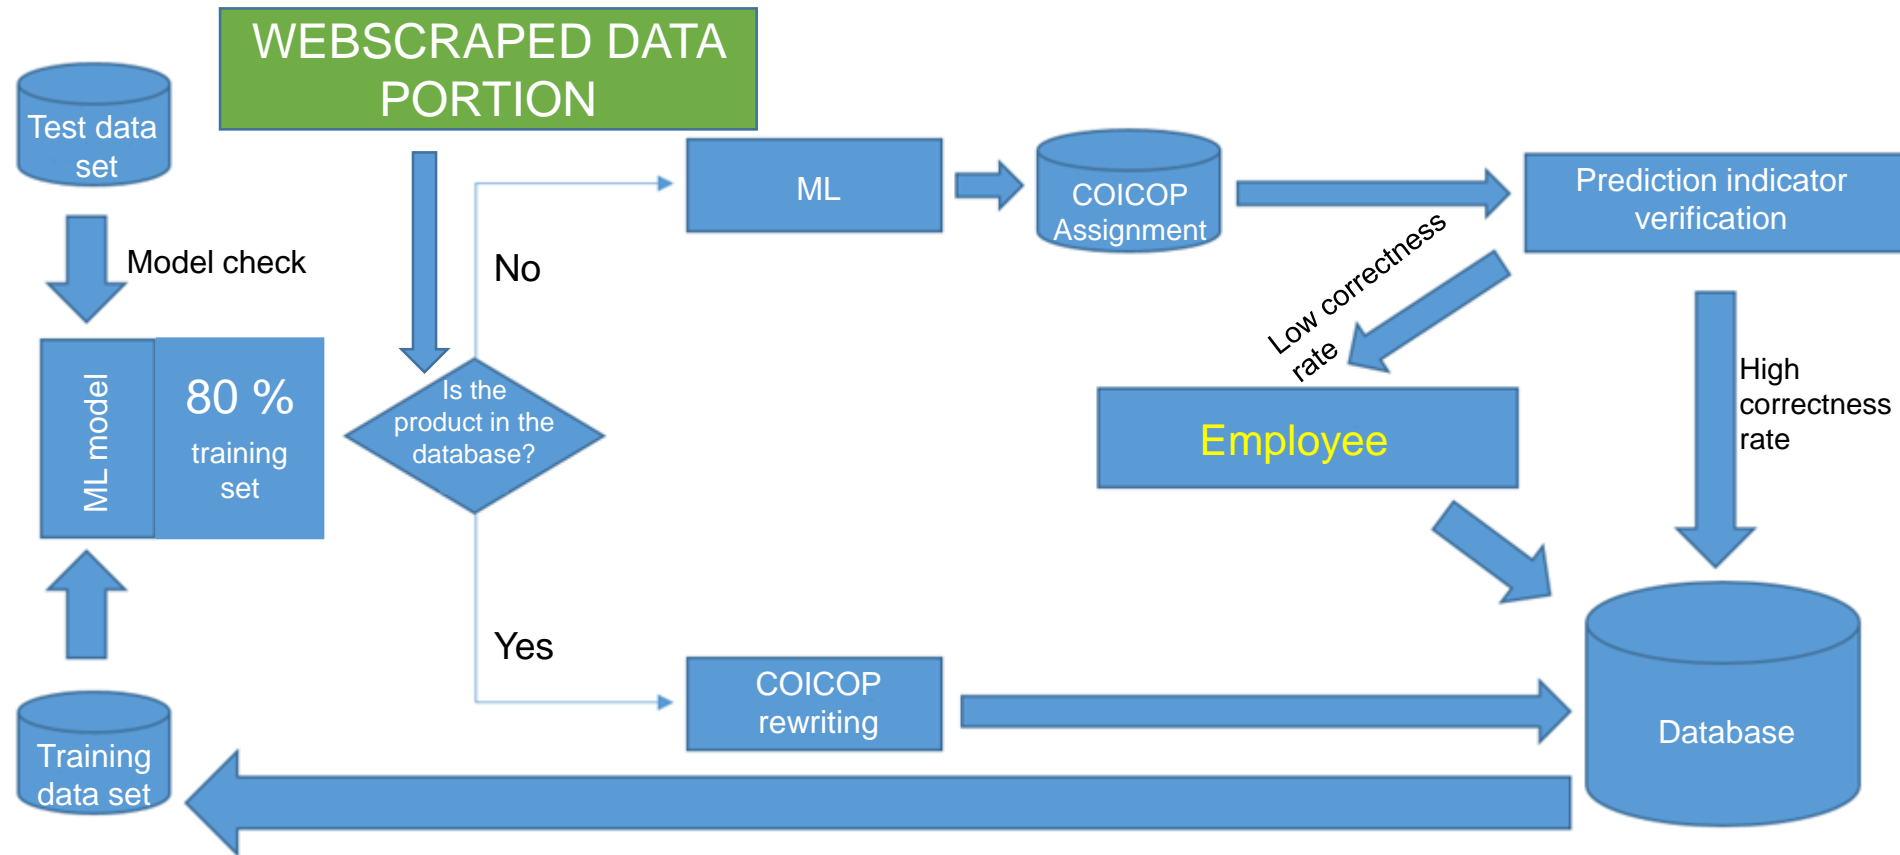 WEBSCRAPED DATA
PORTION
Test data
set
Model check
ML model
80 %
training
set
Training
data set
Is the
product in the
database?
No
Yes
ML
COICOP
Assignment
Prediction indicator
verification
Low correctness
rate
High
correctness
rate
Employee
COICOP
rewriting
Database